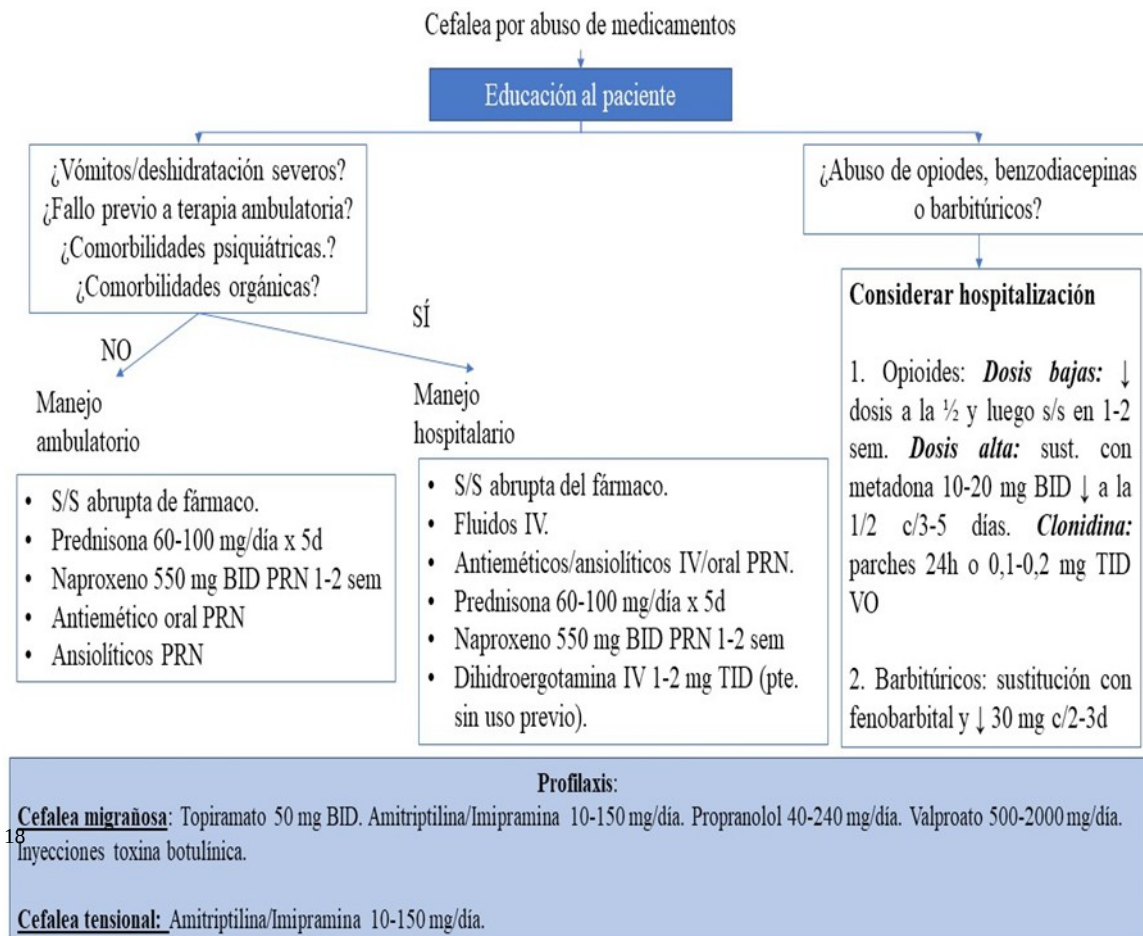 Cefalea por abuso de medicamentos
Educación al paciente
¿Vómitos/deshidratación severos?
¿Fallo previo a terapia ambulatoria?
¿Comorbilidades psiquiátricas.?
¿Comorbilidades orgánicas?
NO
SÍ
Manejo
ambulatorio
• S/S abrupta de fármaco.
• Prednisona 60-100 mg/día x 5d
• Naproxeno 550 mg BID PRN 1-2 sem
• Antiemético oral PRN
• Ansiolíticos PRN
Manejo
hospitalario
• S/S abrupta del fármaco.
• Fluidos IV.
• Antieméticos/ansiolíticos IV/oral PRN.
• Prednisona 60-100 mg/día x 5d
• Naproxeno 550 mg BID PRN 1-2 sem
• Dihidroergotamina IV 1-2 mg TID (pte.
sin uso previo).
¿Abuso de opiodes, benzodiacepinas
o barbitúricos?
Considerar hospitalización
1. Opioides: Dosis bajas: ↓
dosis a la ½ y luego s/s en 1-2
sem. Dosis alta: sust. con
metadona 10-20 mg BID ↓ a la
1/2 c/3-5 días. Clonidina:
parches 24h o 0,1-0,2 mg TID
VO
2. Barbitúricos: sustitución con
fenobarbital y ↓ 30 mg c/2-3d
Profilaxis:
Cefalea migrañosa: Topiramato 50 mg BID. Amitriptilina/Imipramina 10-150 mg/día. Propranolol 40-240 mg/día. Valproato 500-2000 mg/día.
18
Inyecciones toxina botulínica.
Cefalea tensional: Amitriptilina/Imipramina 10-150 mg/día.